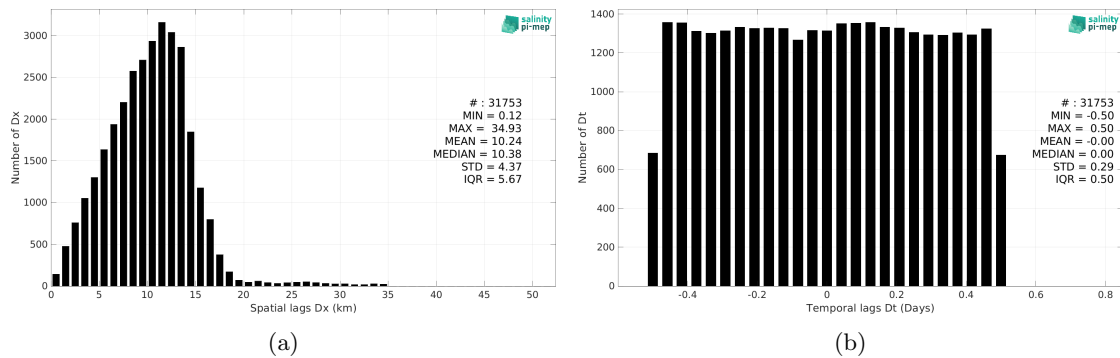 3000
2500
2000
1500
1000
500
0
Number of Dx
0 5 10 15 20 25 30 35 40 45 50
Spatial lags Dx (km)
salinity
pi-mep
# : 31753
MIN = 0.12
MAX = 34.93
MEAN = 10.24
MEDIAN = 10.38
STD = 4.37
IQR = 5.67
(a)
1400
1200
1000
800
600
400
200
0
Number of Dt
-0.4 -0.2 0 0.2 0.4 0.6 0.8
Temporal lags Dt (Days)
salinity
pi-mep
# : 31753
MIN = -0.50
MAX = 0.50
MEAN = -0.00
MEDIAN = 0.00
STD = 0.29
IQR = 0.50
(b)